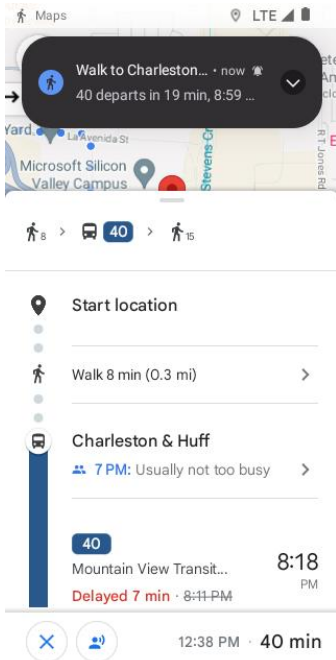 Maps
LTE
Walk to Charleston... • now
40 departs in 19 min, 8:59 ...
Yard
La Avenida St
Microsoft Silicon
Valley Campus
Stevens Cr
R T Jones Rd
8 > 40 > 15
Start location
Walk 8 min (0.3 mi)
Charleston & Huff
7 PM: Usually not too busy
40
Mountain View Transit...
8:18
PM
Delayed 7 min · 8:11 PM
12:38 PM · 40 min